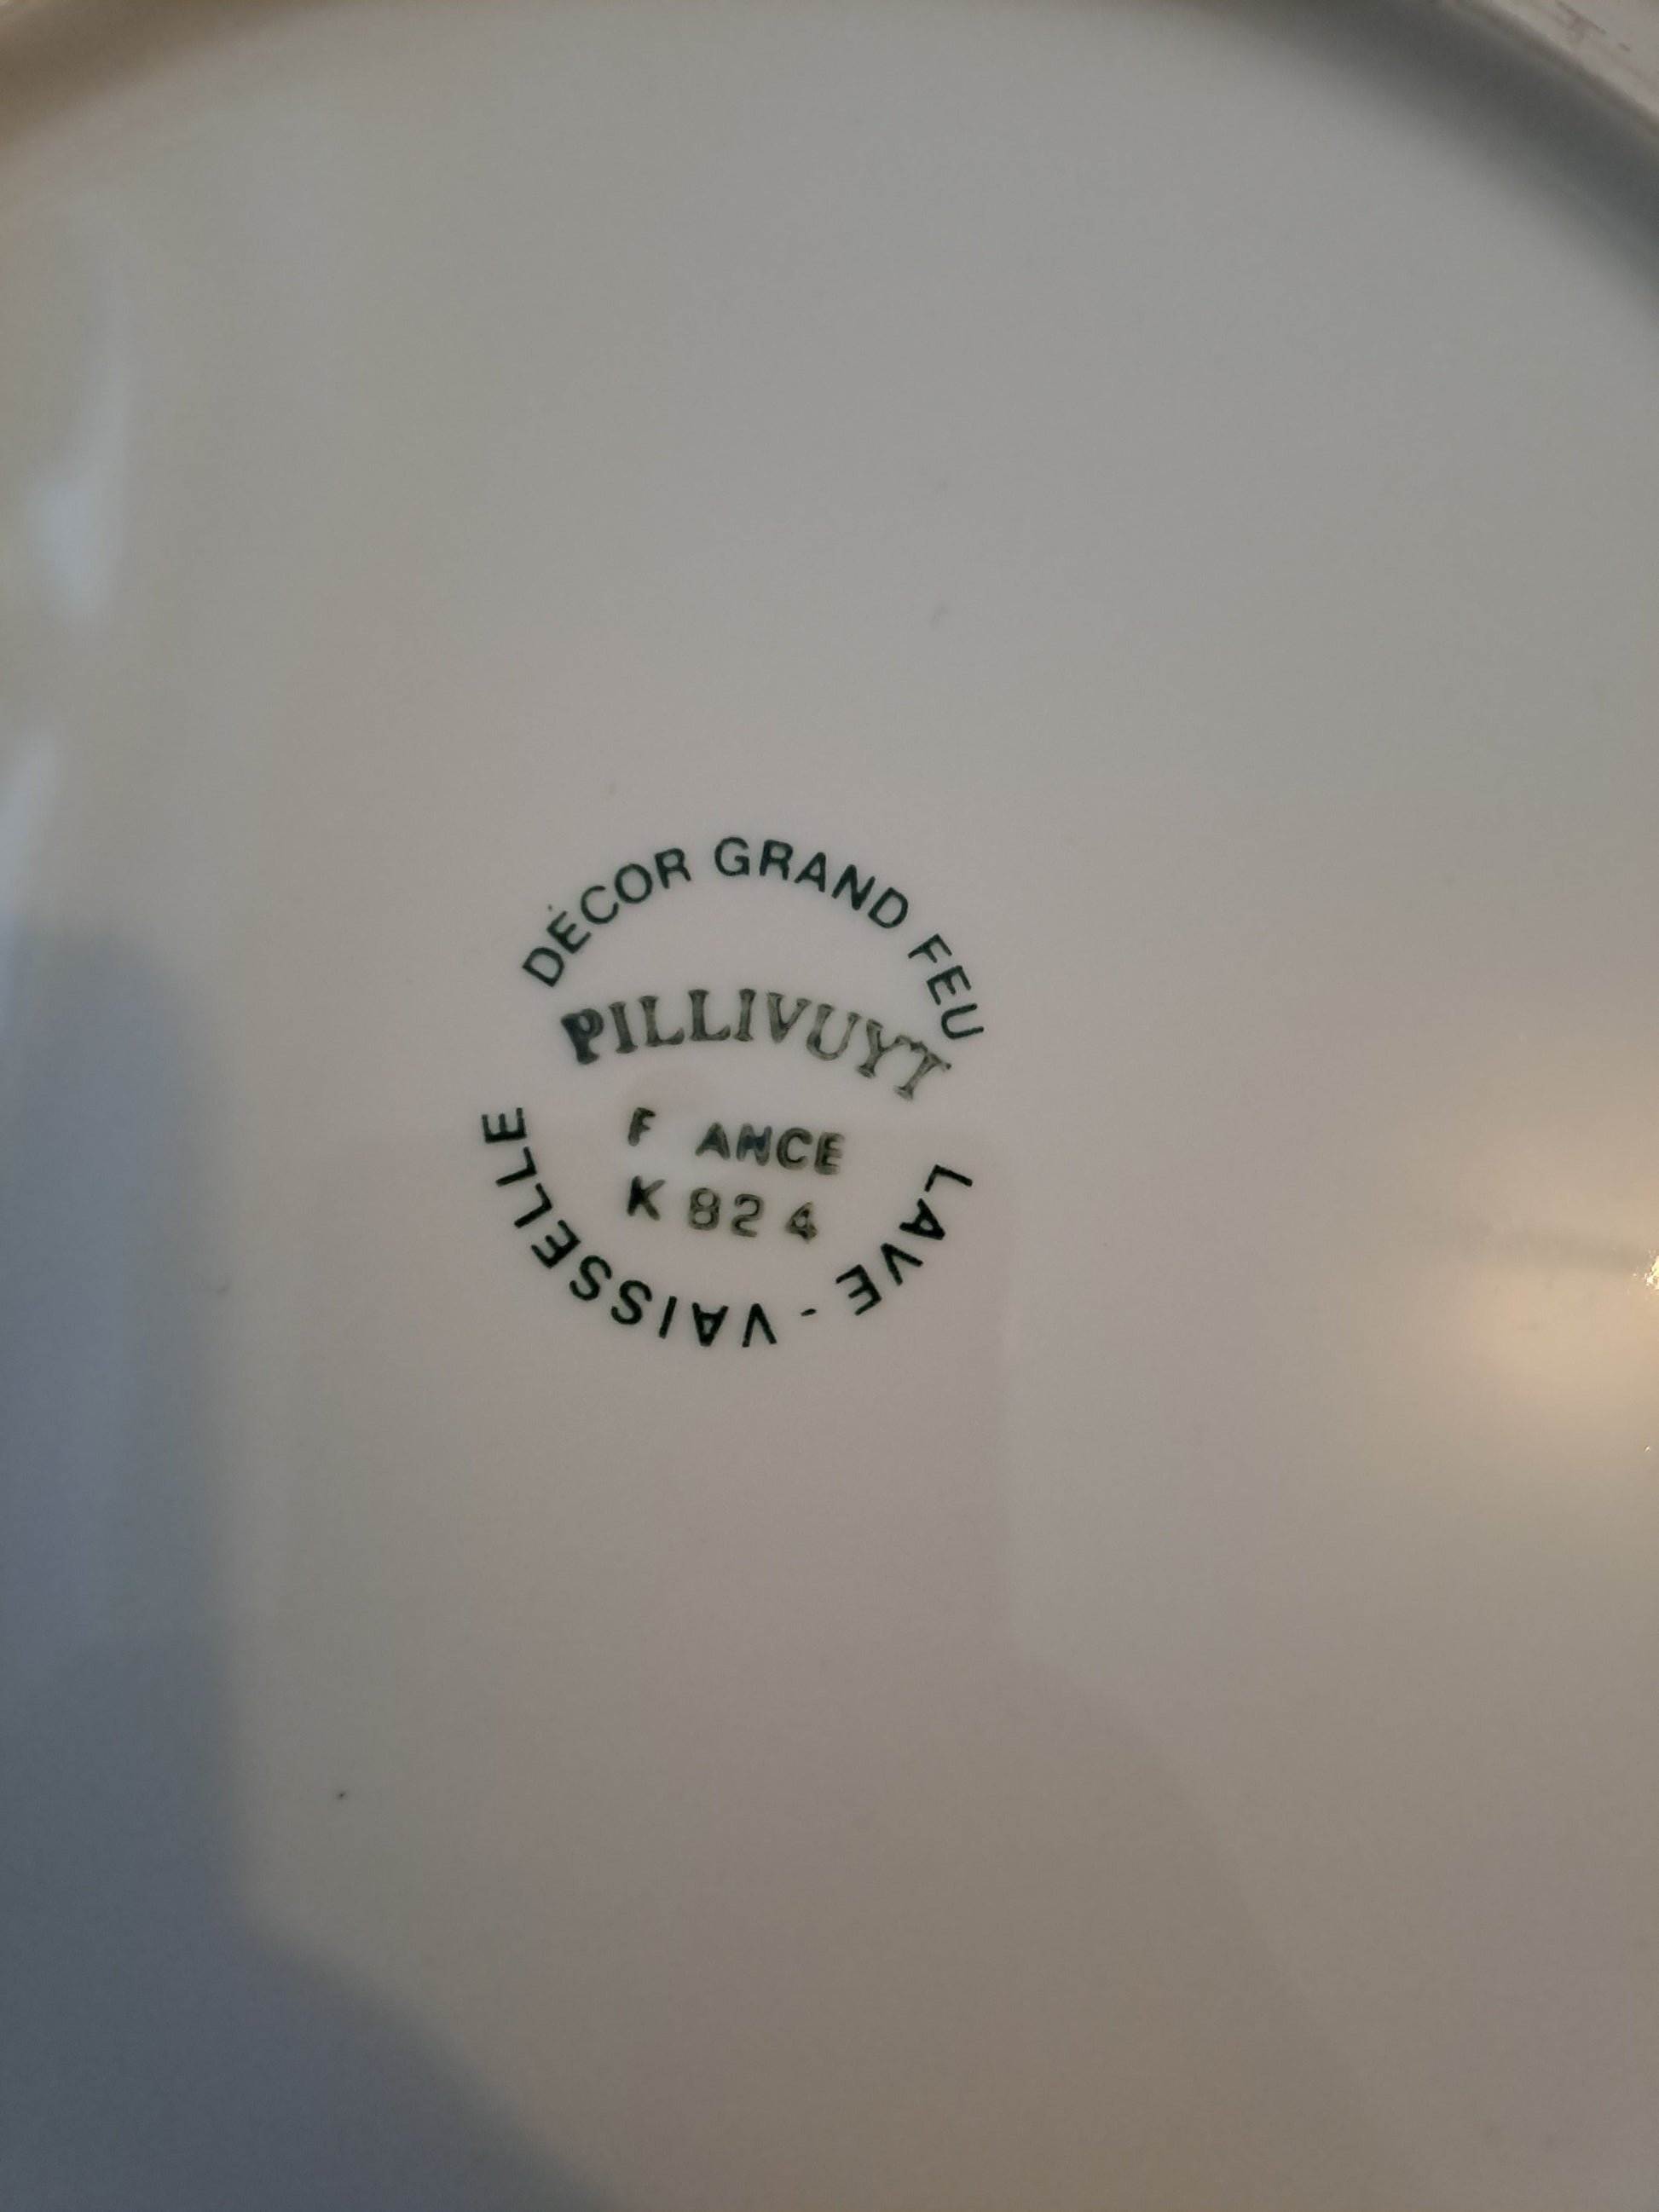 DÉCOR GRAND FEU
PILLIVUYT
F ANCE
K 824
LAVE - VAISSELLE